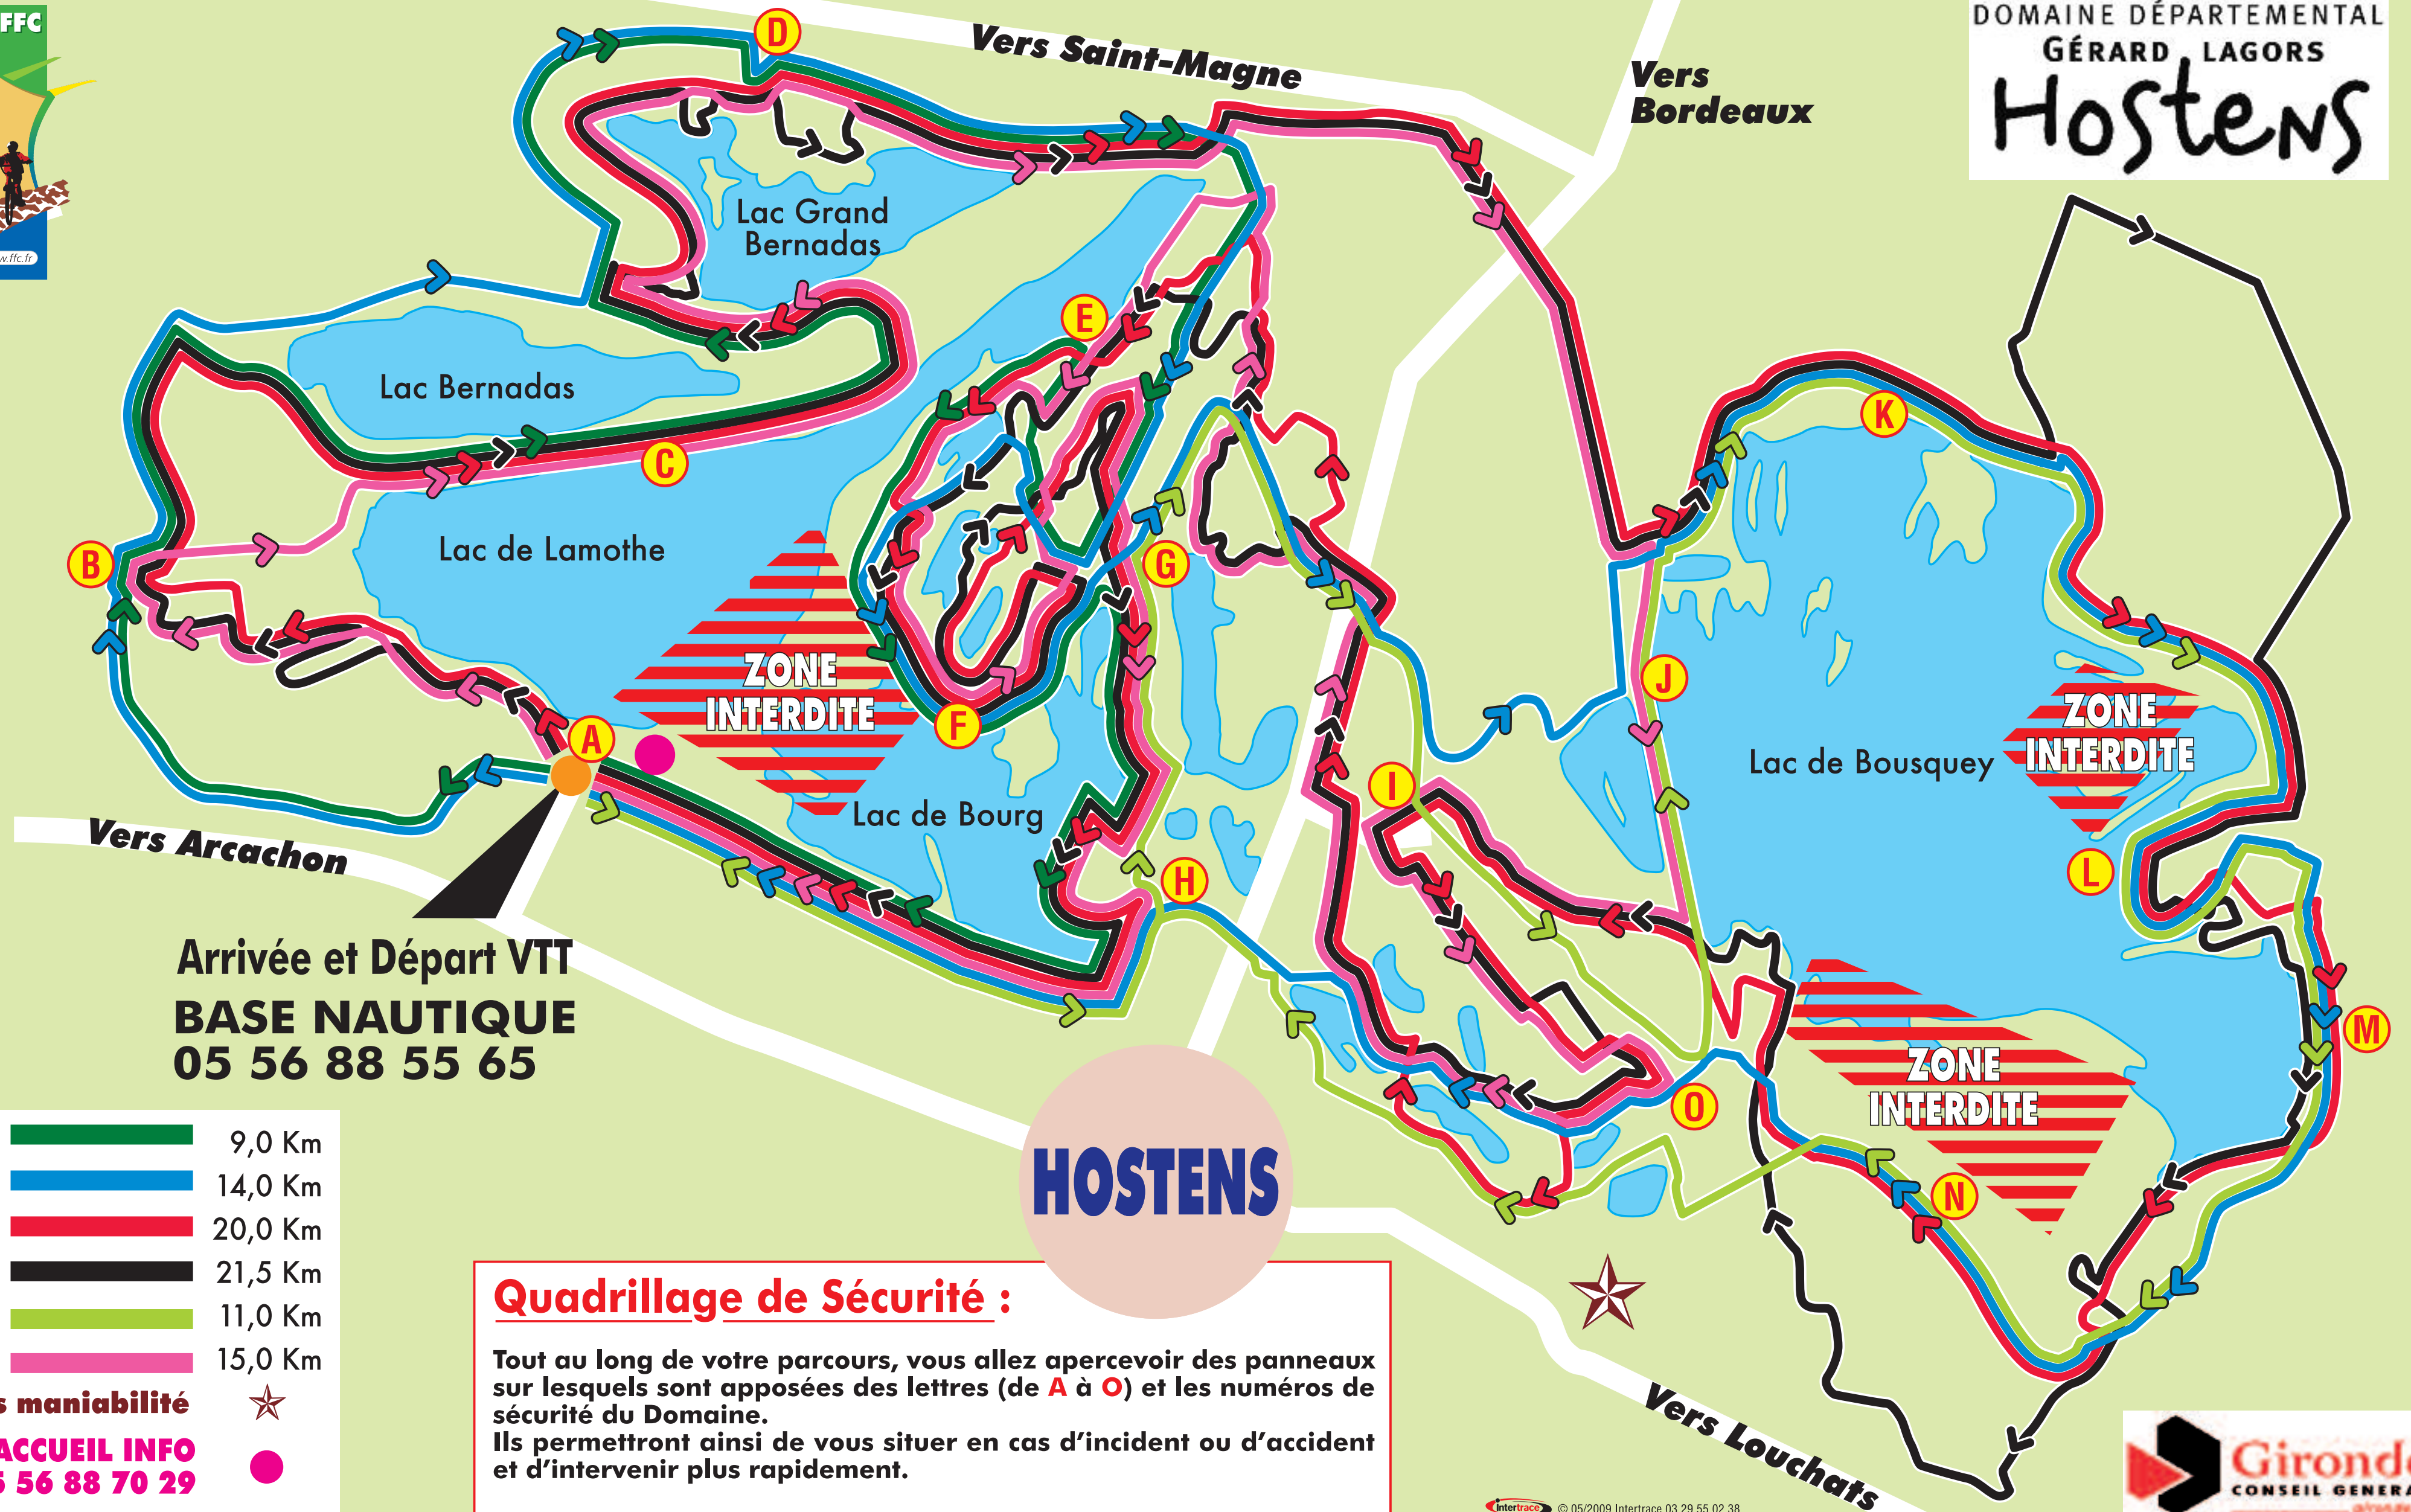 FFC
w.ffc.fr
DOMAINE DÉPARTEMENTAL
GÉRARD LAGORS
Hostens
Vers Saint-Magne
Vers
Bordeaux
D
Lac Grand
Bernadas
E
Lac Bernadas
C
K
B
Lac de Lamothe
G
ZONE
INTERDITE
F
A
J
I
ZONE
INTERDITE
Lac de Bousquey
Lac de Bourg
Vers Arcachon
H
L
Arrivée et Départ VTT
BASE NAUTIQUE
05 56 88 55 65
M
ZONE
INTERDITE
O
N
HOSTENS
9,0 Km
14,0 Km
20,0 Km
21,5 Km
11,0 Km
15,0 Km
s maniabilité
ACCUEIL INFO
56 88 70 29
Quadrillage de Sécurité :
Tout au long de votre parcours, vous allez apercevoir des panneaux
sur lesquels sont apposées des lettres (de A à O) et les numéros de
sécurité du Domaine.
Ils permettront ainsi de vous situer en cas d'incident ou d'accident
et d'intervenir plus rapidement.
Vers Louchats
Intertrace © 05/2009 Intertrace 03 29 55 02 38
Gironde
CONSEIL GENERA